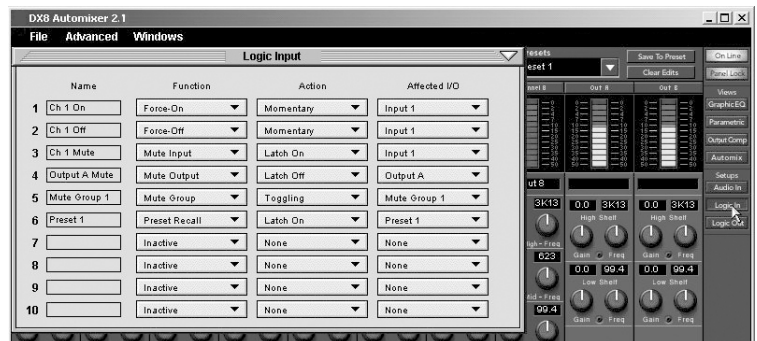 DX8 Automixer 2.1
File Advanced Windows
Logic Input
Name Function Action Affected I/O
1 Ch 1 On Force-On Momentary Input 1
2 Ch 1 Off Force-Off Momentary Input 1
3 Ch 1 Mute Mute Input Latch On Input 1
4 Output A Mute Mute Output Latch Off Output A
5 Mute Group 1 Mute Group Toggling Mute Group 1
6 Preset 1 Preset Recall Latch On Preset 1
7 Inactive None None
8 Inactive None None
9 Inactive None None
10 Inactive None None
resets
eset 1
Save To Preset
Clear Edits
On Line
Panel Lock
Views
GraphicEQ
Parametric
Output Comp
Automix
Setups
Audio In
Logic In
Logic Out
nnel 8 Out A Out B
ut 8
3K13 0.0 3K13 0.0 3K13
High Shelf High Shelf
High - Freq Gain Freq Gain Freq
623 0.0 99.4 0.0 99.4
Low Shelf Low Shelf
Mid - Freq Gain Freq Gain Freq
99.4